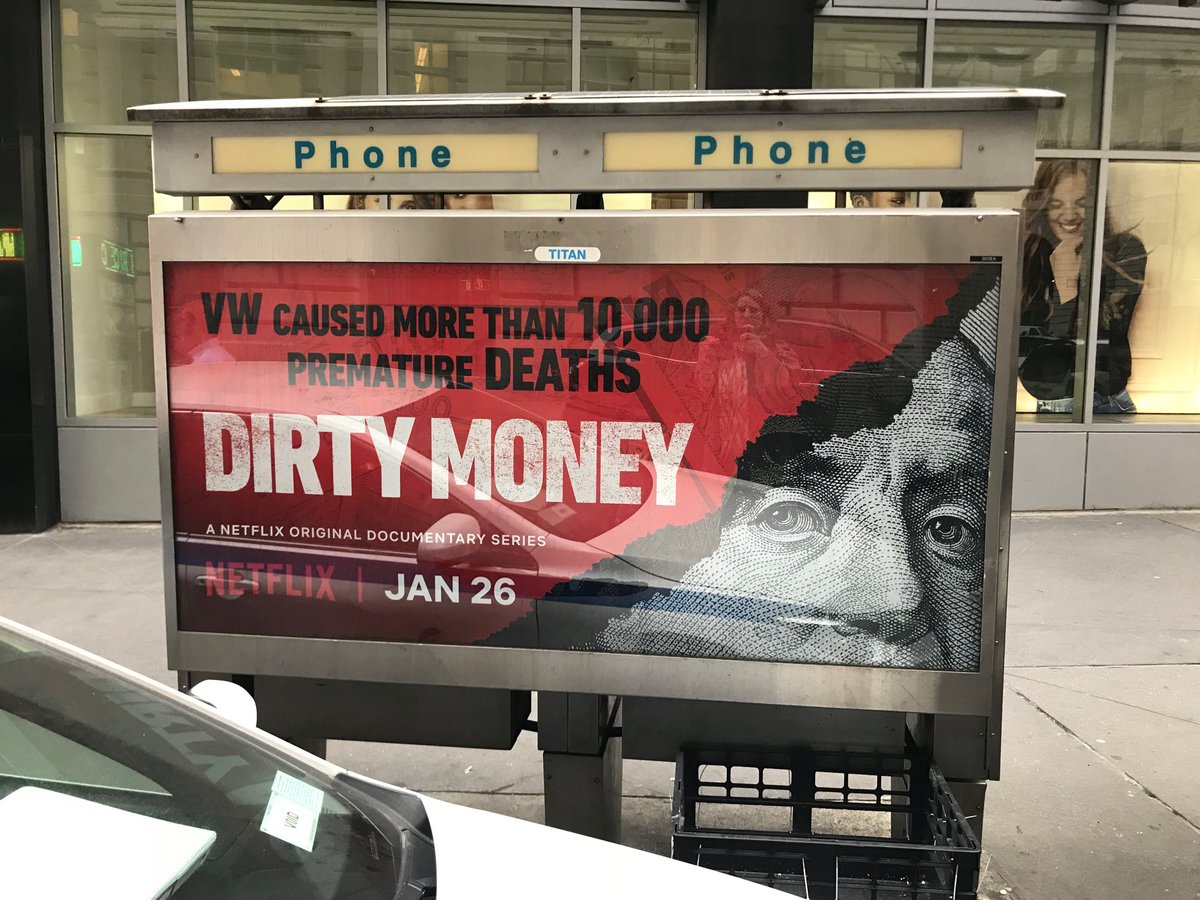 Phone Phone
TITAN
VW CAUSED MORE THAN 10,000
PREMATURE DEATHS
DIRTY MONEY
A NETFLIX ORIGINAL DOCUMENTARY SERIES
NETFLIX | JAN 26
VOID